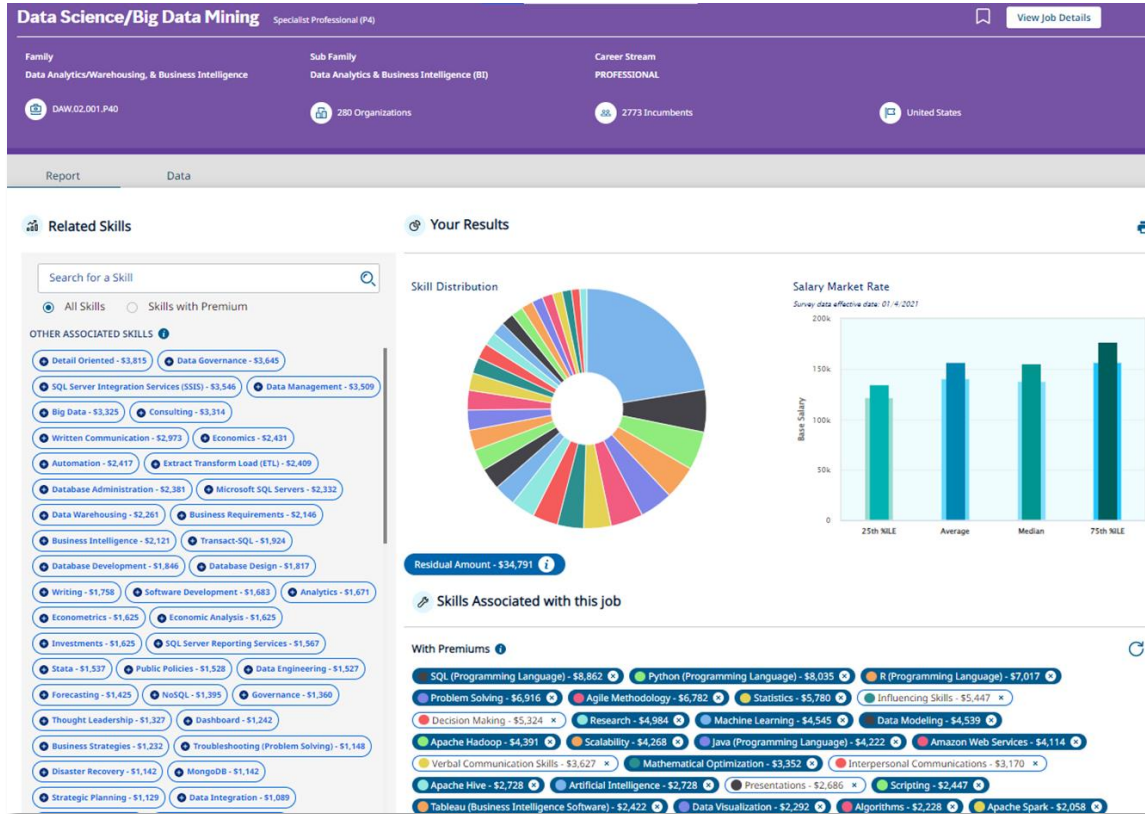 Data Science/Big Data Mining Specialist Professional (P4)
View Job Details
Family
Data Analytics/Warehousing, & Business Intelligence
Sub Family
Data Analytics & Business Intelligence (BI)
Career Stream
PROFESSIONAL
DAW.02.001.P40
280 Organizations
2773 Incumbents
United States
Report
Data
Related Skills
Search for a Skill
All Skills
Skills with Premium
OTHER ASSOCIATED SKILLS
Detail Oriented - $3,815
Data Governance - $3,645
SQL Server Integration Services (SSIS) - $3,546
Data Management - $3,509
Big Data - $3,325
Consulting - $3,314
Written Communication - $2,973
Economics - $2,431
Automation - $2,417
Extract Transform Load (ETL) - $2,409
Database Administration - $2,381
Microsoft SQL Servers - $2,332
Data Warehousing - $2,261
Business Requirements - $2,146
Business Intelligence - $2,121
Transact-SQL - $1,924
Database Development - $1,846
Database Design - $1,817
Writing - $1,758
Software Development - $1,683
Analytics - $1,671
Econometrics - $1,625
Economic Analysis - $1,625
Investments - $1,625
SQL Server Reporting Services - $1,567
Stata - $1,537
Public Policies - $1,528
Data Engineering - $1,527
Forecasting - $1,425
NoSQL - $1,395
Governance - $1,360
Thought Leadership - $1,327
Dashboard - $1,242
Business Strategies - $1,232
Troubleshooting (Problem Solving) - $1,148
Disaster Recovery - $1,142
MongoDB - $1,142
Strategic Planning - $1,129
Data Integration - $1,089
Your Results
Skill Distribution
Residual Amount - $34,791
Salary Market Rate
Survey data effective date: 01/4/2021
200k
150k
100k
50k
0
Base Salary
25th %ILE
Average
Median
75th %ILE
Skills Associated with this job
With Premiums
SQL (Programming Language) - $8,862
Python (Programming Language) - $8,035
R (Programming Language) - $7,017
Problem Solving - $6,916
Agile Methodology - $6,782
Statistics - $5,780
Influencing Skills - $5,447
Decision Making - $5,324
Research - $4,984
Machine Learning - $4,545
Data Modeling - $4,539
Apache Hadoop - $4,391
Scalability - $4,268
Java (Programming Language) - $4,222
Amazon Web Services - $4,114
Verbal Communication Skills - $3,627
Mathematical Optimization - $3,352
Interpersonal Communications - $3,170
Apache Hive - $2,728
Artificial Intelligence - $2,728
Presentations - $2,686
Scripting - $2,447
Tableau (Business Intelligence Software) - $2,422
Data Visualization - $2,292
Algorithms - $2,228
Apache Spark - $2,058